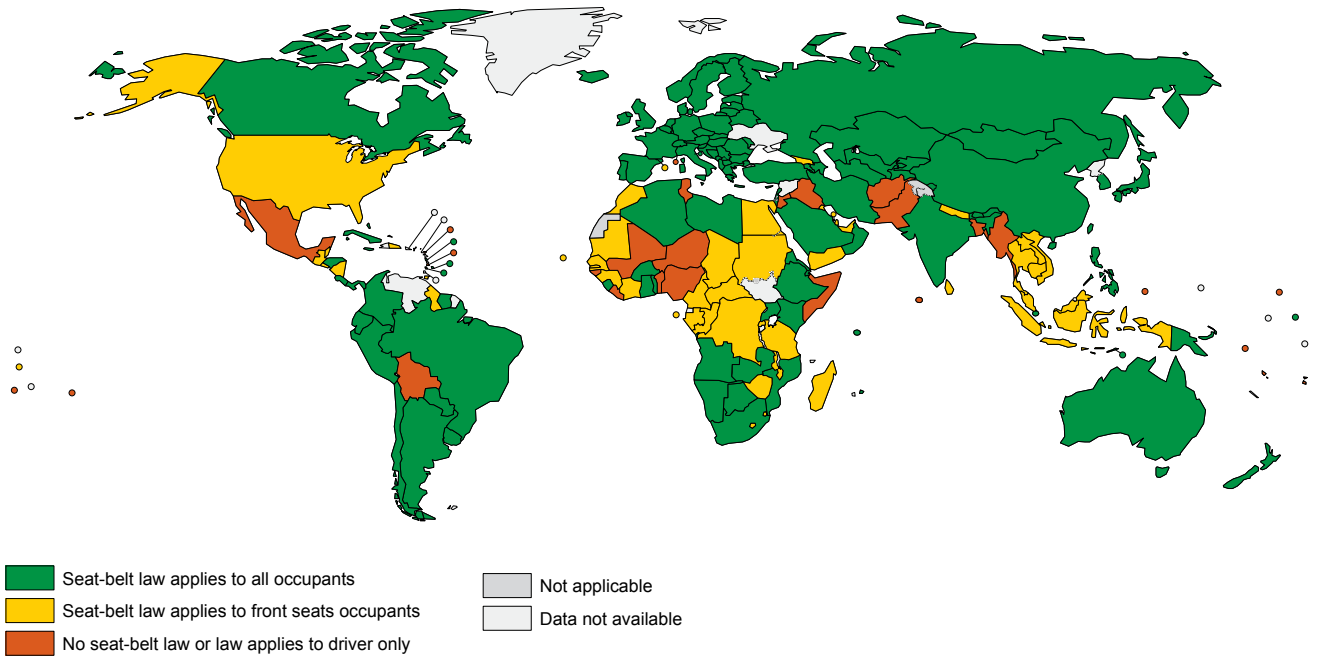 Seat-belt law applies to all occupants
Seat-belt law applies to front seats occupants
No seat-belt law or law applies to driver only
Not applicable
Data not available